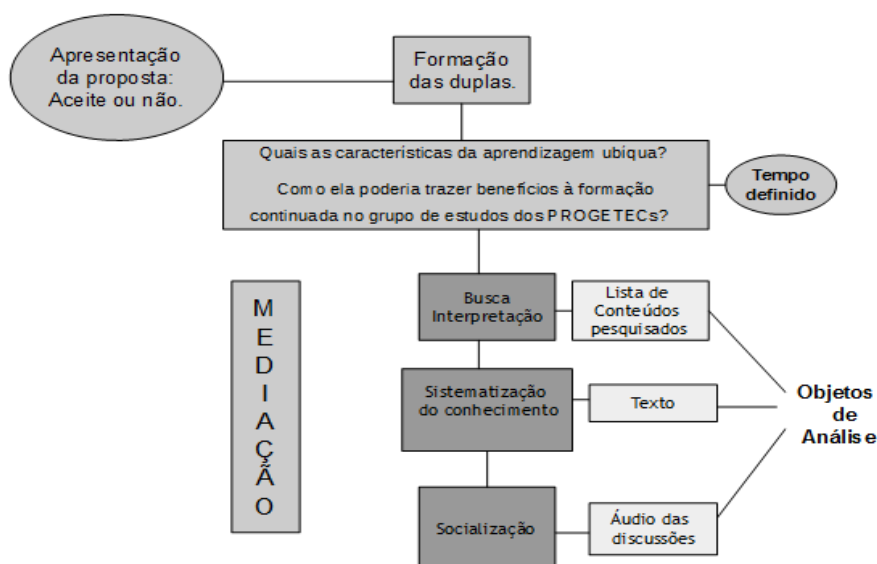 Apresentação
da proposta:
Aceite ou não.
Formação
das duplas.
Quais as características da aprendizagem ubiqua?
Como ela poderia trazer benefícios à formação
continuada no grupo de estudos dos PROGETECs?
Tempo
definido
M
E
D
I
A
Ç
Ã
O
Busca
Interpretação
Lista de
Conteúdos
pesquisados
Sistematização
do conhecimento
Texto
Objetos
de
Análise
Socialização
Áudio das
discussões